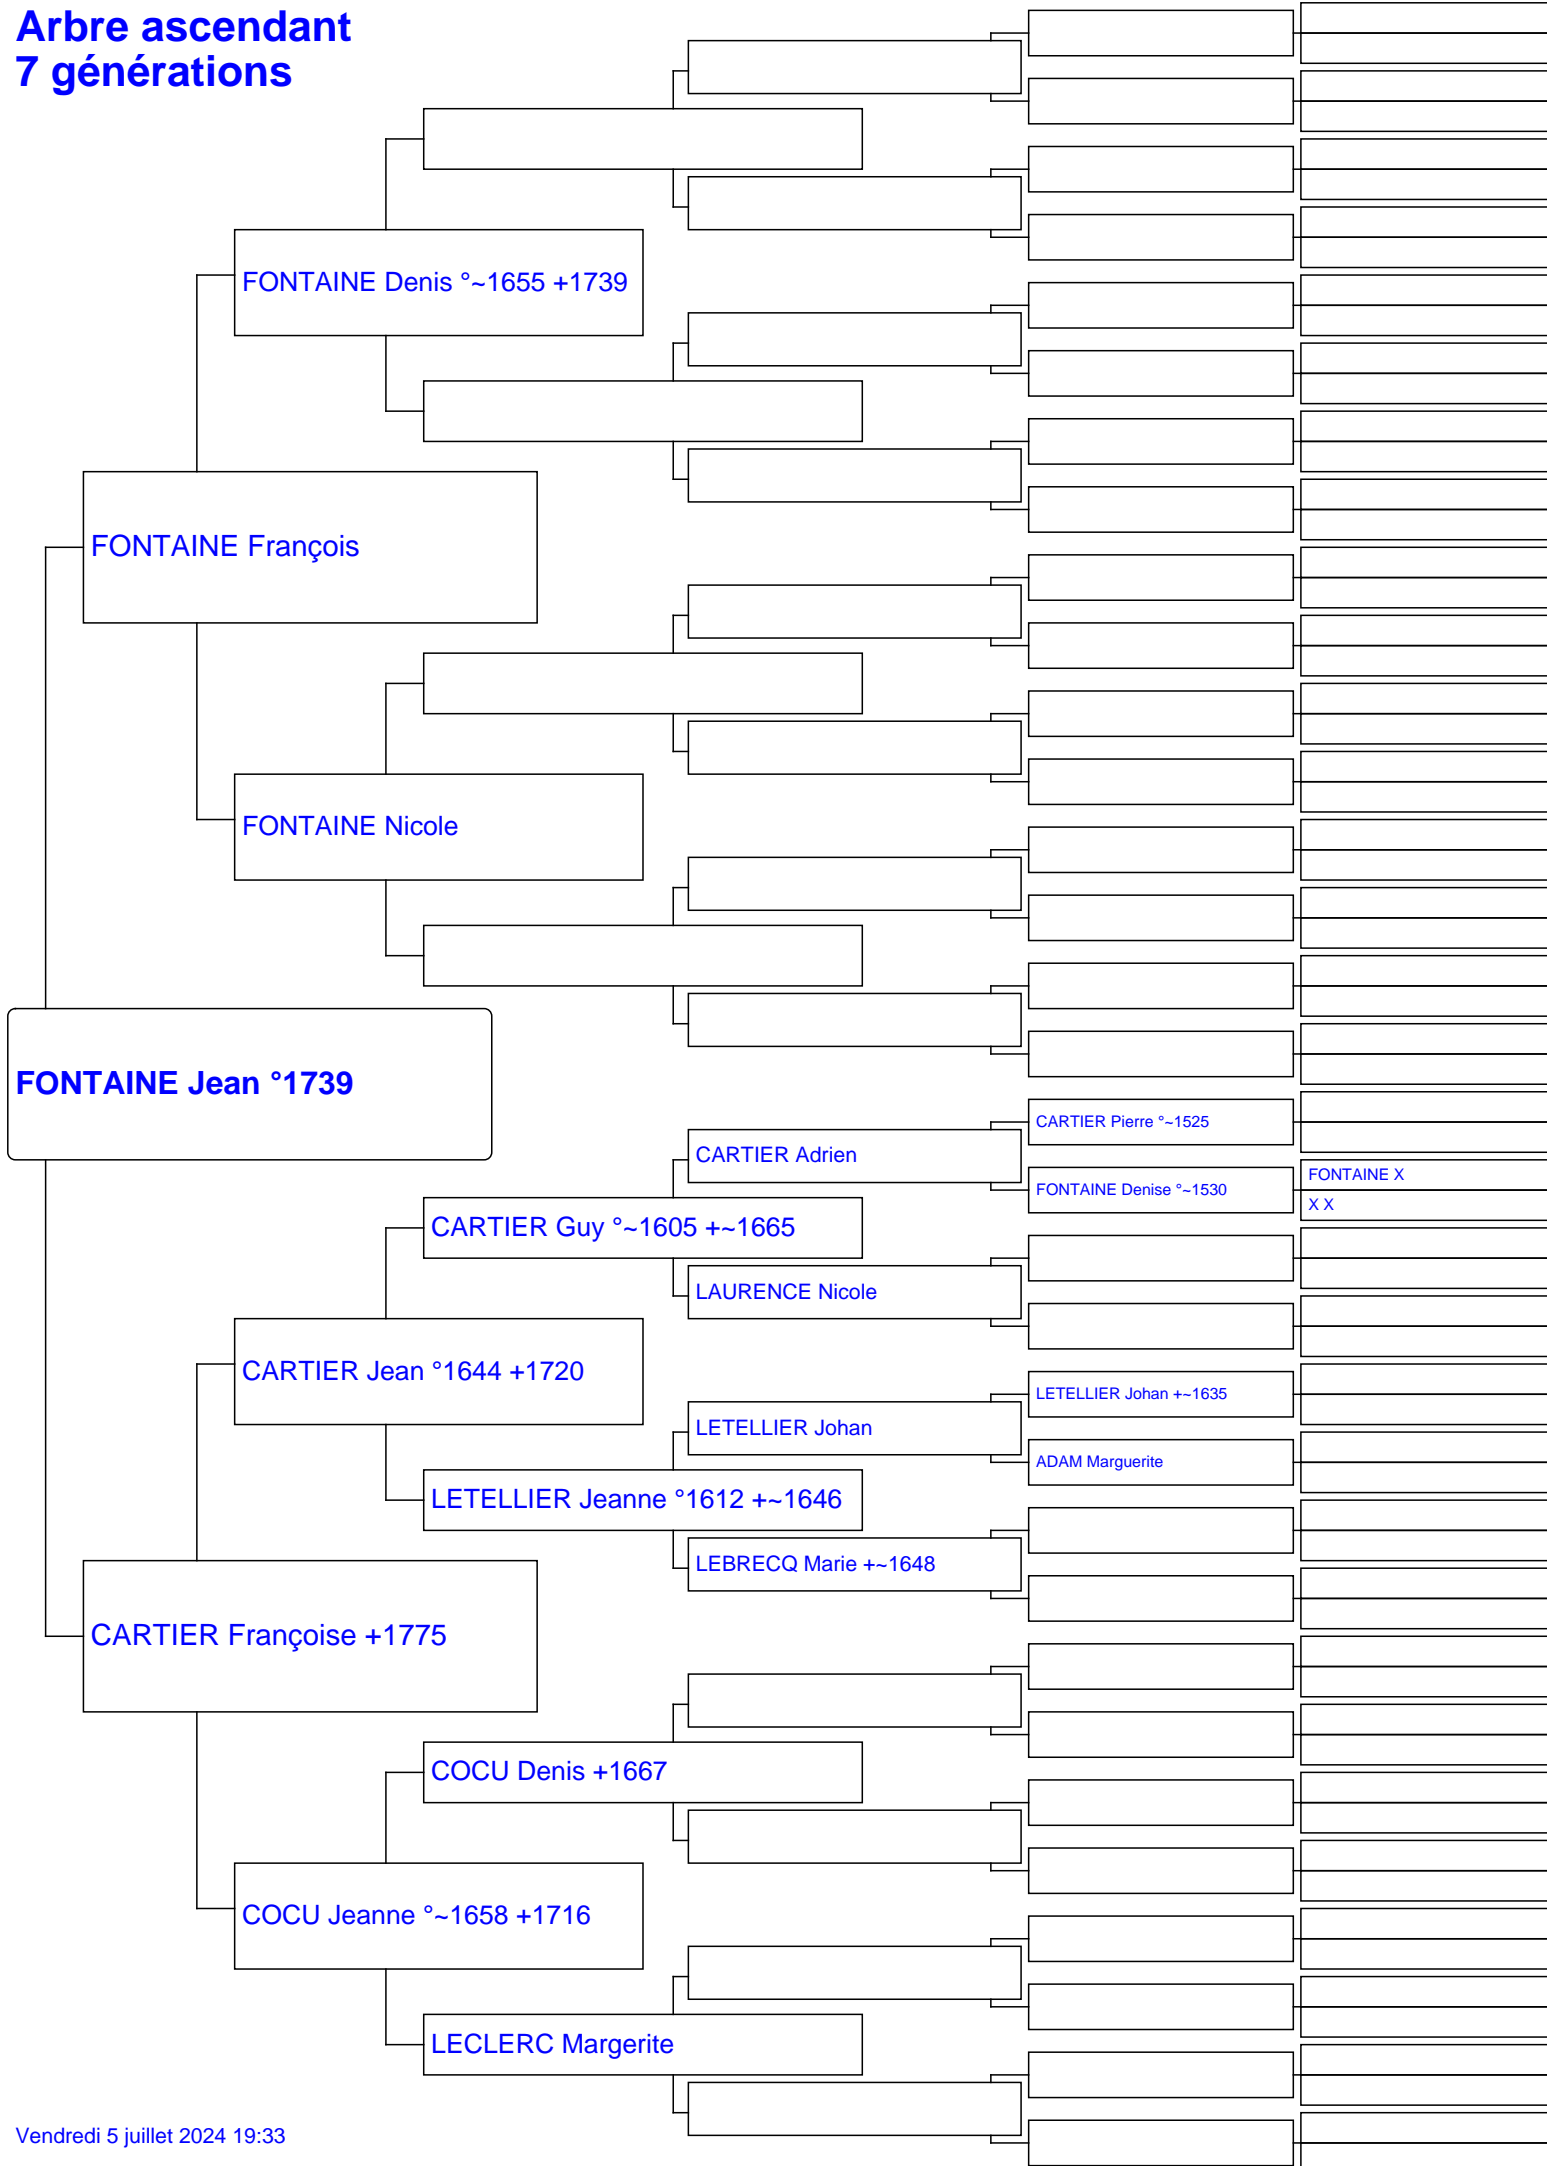 Arbre ascendant
7 générations
FONTAINE Denis °~1655 +1739
FONTAINE François
FONTAINE Nicole
FONTAINE Jean °1739
CARTIER Pierre °~1525
CARTIER Adrien
FONTAINE X
FONTAINE Denise °~1530
X X
CARTIER Guy °~1605 +~1665
LAURENCE Nicole
CARTIER Jean °1644 +1720
LETELLIER Johan +~1635
LETELLIER Johan
ADAM Marguerite
LETELLIER Jeanne °1612 +~1646
LEBRECQ Marie +~1648
CARTIER Françoise +1775
COCU Denis +1667
COCU Jeanne °~1658 +1716
LECLERC Margerite
Vendredi 5 juillet 2024 19:33